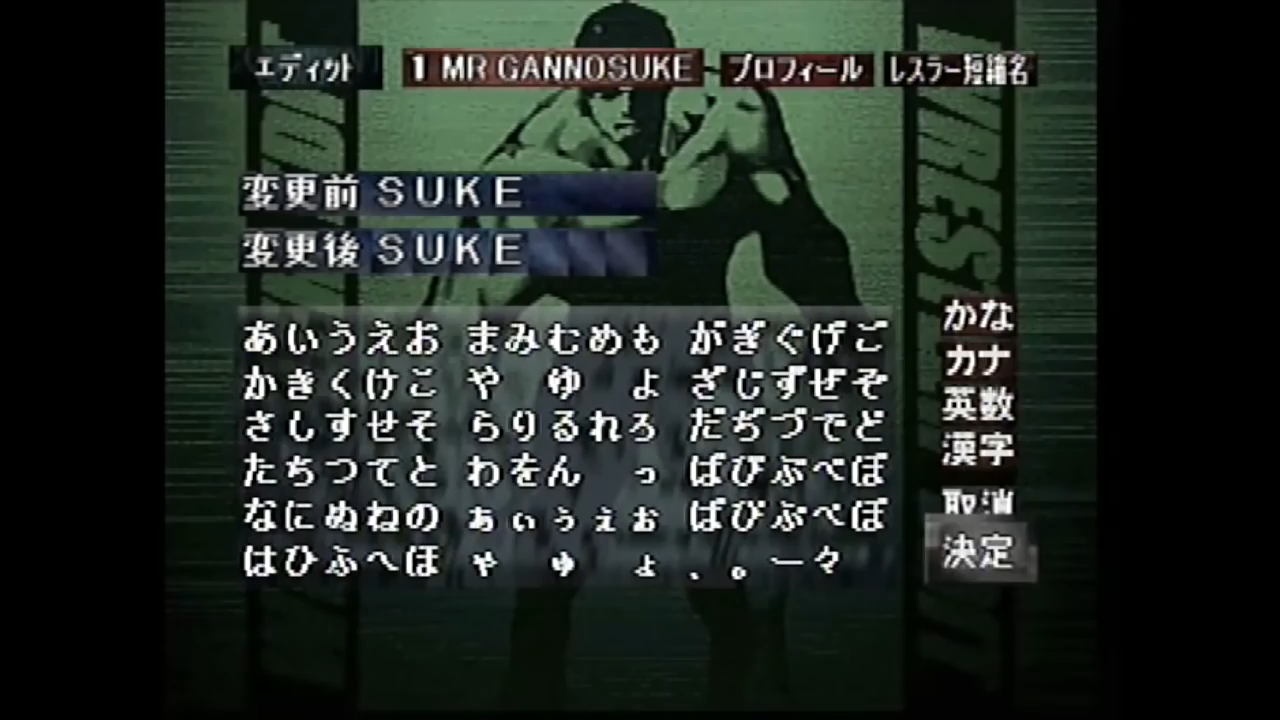 エディット 1 MR GANNOSUKE プロフィール レスラー短縮名
変更前 SUKE
変更後 SUKE
あいうえお まみむめも がぎぐげご
かきくけこ や ゆ よ ざじずぜぞ
さしすせそ らりるれろ だぢづでど
たちつてと わをん っ ばびぶべぼ
なにぬねの ぁぃぅぇぉ ぱぴぷぺぽ
はひふへほ ゃ ゅ ょ 、。ー々
かな
カナ
英数
漢字
取消
決定